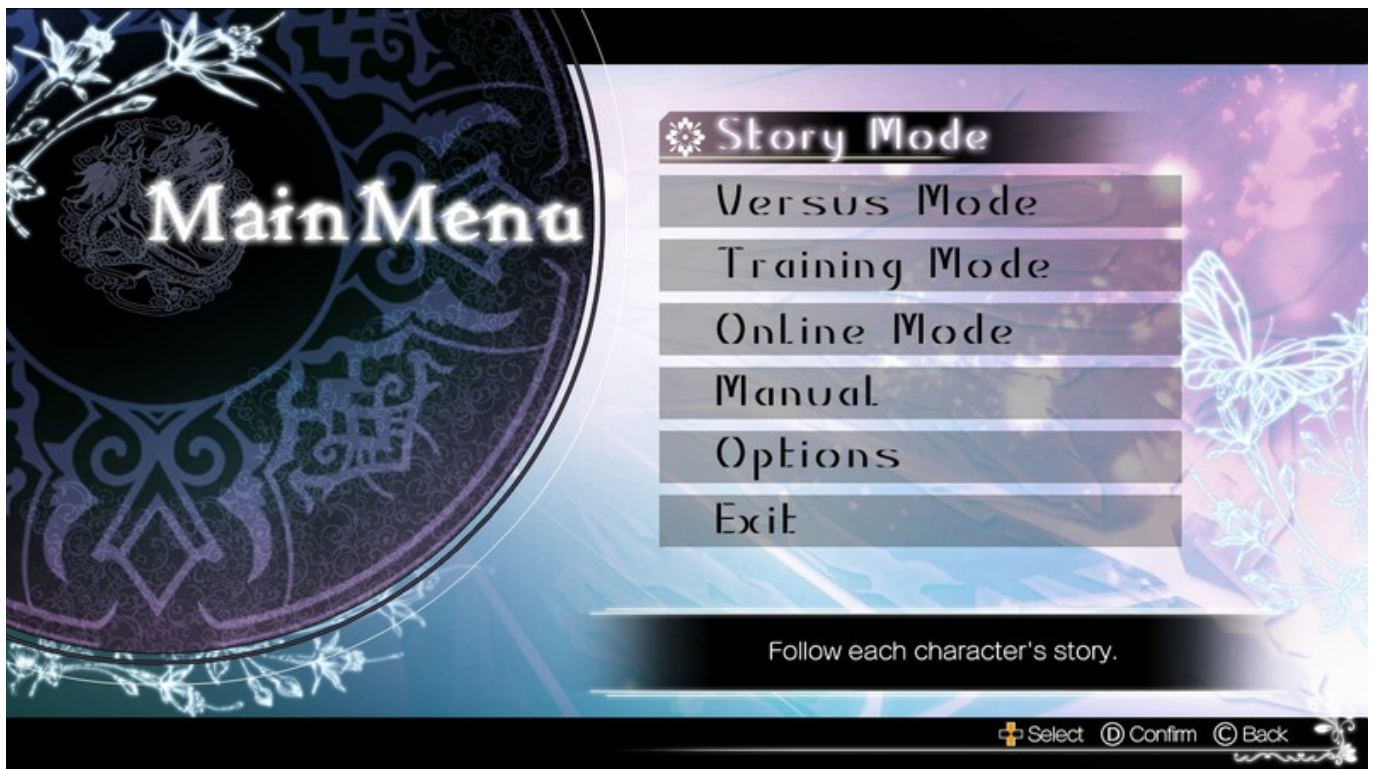 Main Menu
Story Mode
Versus Mode
Training Mode
Online Mode
Manual
Options
Exit
Follow each character's story.
Select D Confirm C Back